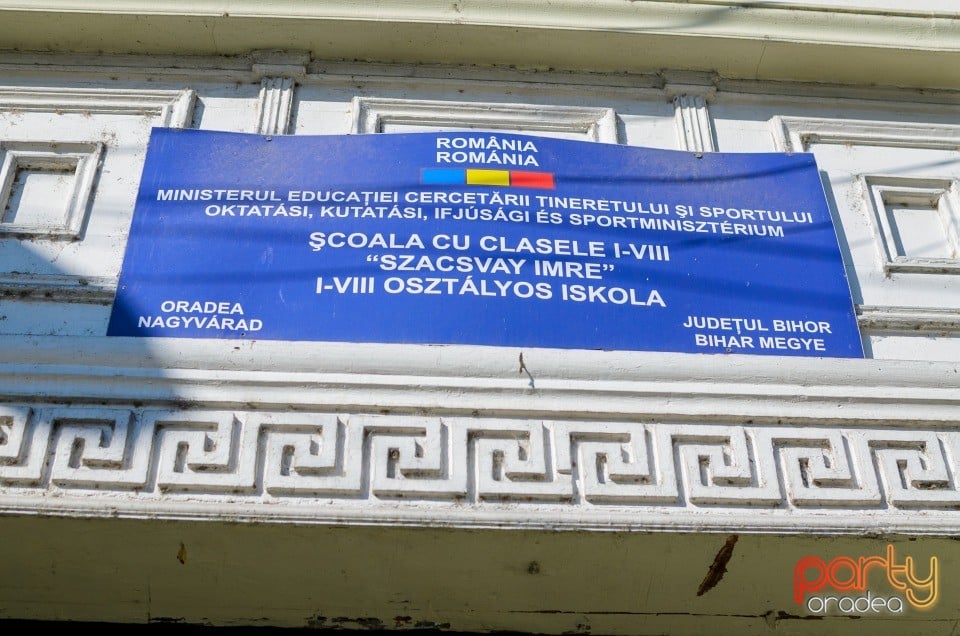 ROMÂNIA
ROMÁNIA
MINISTERUL EDUCAŢIEI CERCETĂRII TINERETULUI ŞI SPORTULUI
OKTATÁSI, KUTATÁSI, IFJÚSÁGI ÉS SPORTMINISZTÉRIUM
ŞCOALA CU CLASELE I-VIII
“SZACSVAY IMRE”
I-VIII OSZTÁLYOS ISKOLA
ORADEA
NAGYVÁRAD
JUDEŢUL BIHOR
BIHAR MEGYE
party
oradea